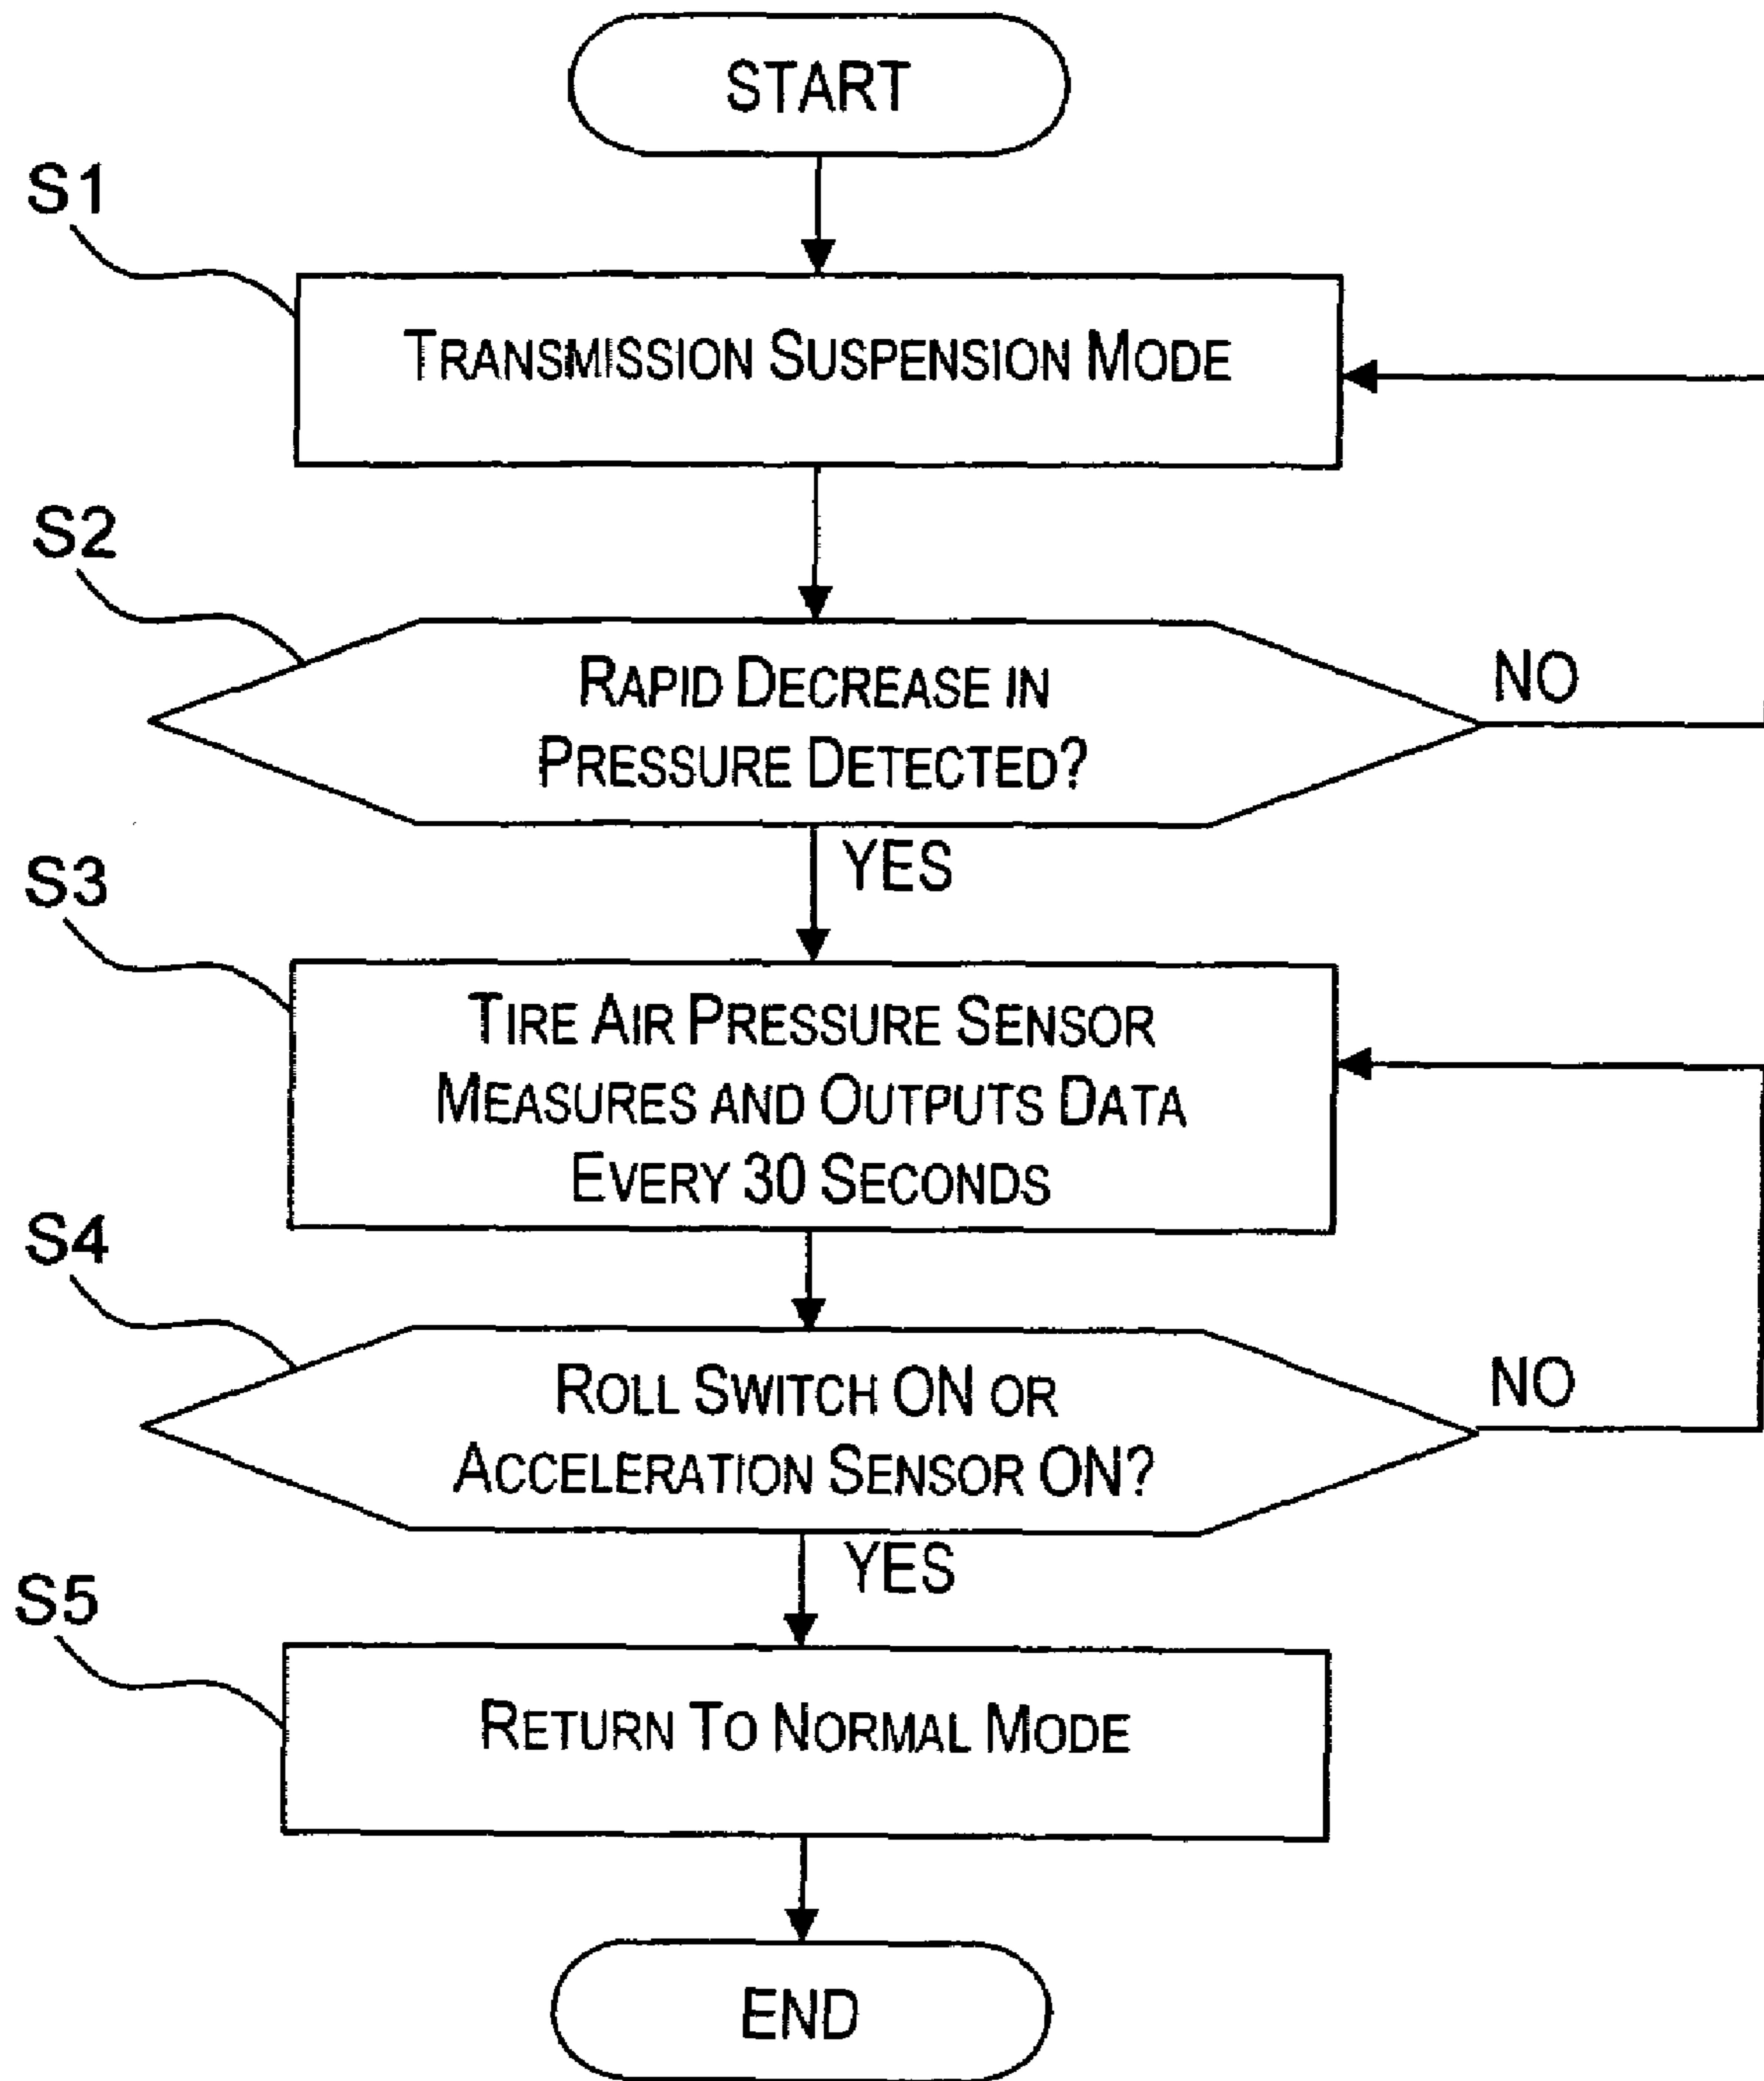 START
S1
TRANSMISSION SUSPENSION MODE
S2
RAPID DECREASE IN
PRESSURE DETECTED?
NO
YES
S3
TIRE AIR PRESSURE SENSOR
MEASURES AND OUTPUTS DATA
EVERY 30 SECONDS
S4
ROLL SWITCH ON OR
ACCELERATION SENSOR ON?
NO
YES
S5
RETURN TO NORMAL MODE
END